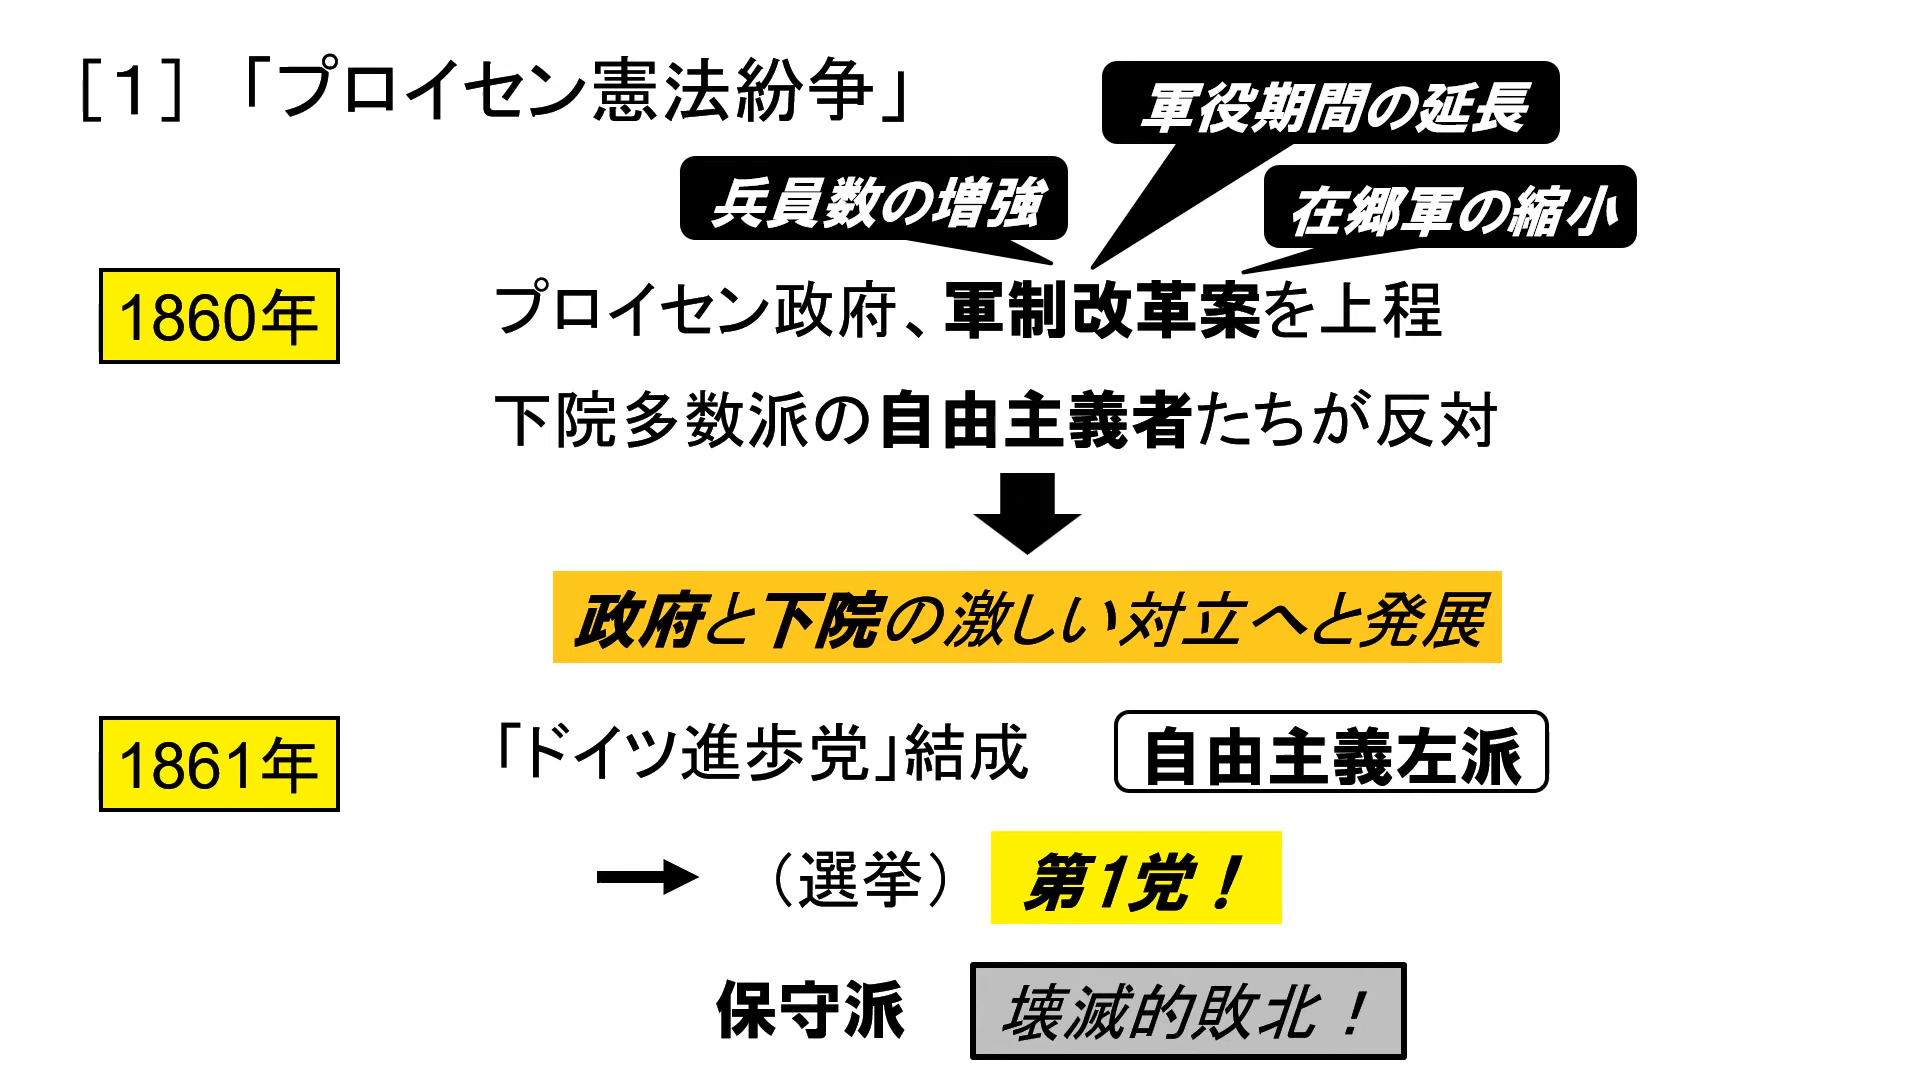 ［１］「プロイセン憲法紛争」
軍役期間の延長
兵員数の増強
在郷軍の縮小
1860年
プロイセン政府、軍制改革案を上程
下院多数派の自由主義者たちが反対
政府と下院の激しい対立へと発展
1861年
「ドイツ進歩党」結成
自由主義左派
（選挙）
第1党！
保守派
壊滅的敗北！